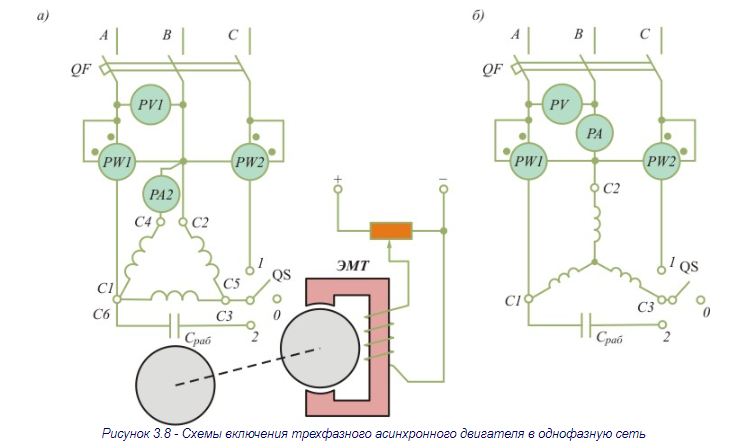 а) б)
A B C A B C
QF QF
PV1 PV PA
PW1 PW2 PW1 PW2
PA2 + −
C4 C2 C2
ЭМТ
C1 C5 1 QS C1 1 QS
C6 C3 0 C3 0
Cраб 2 Cраб 2
Рисунок 3.8 - Схемы включения трехфазного асинхронного двигателя в однофазную сеть